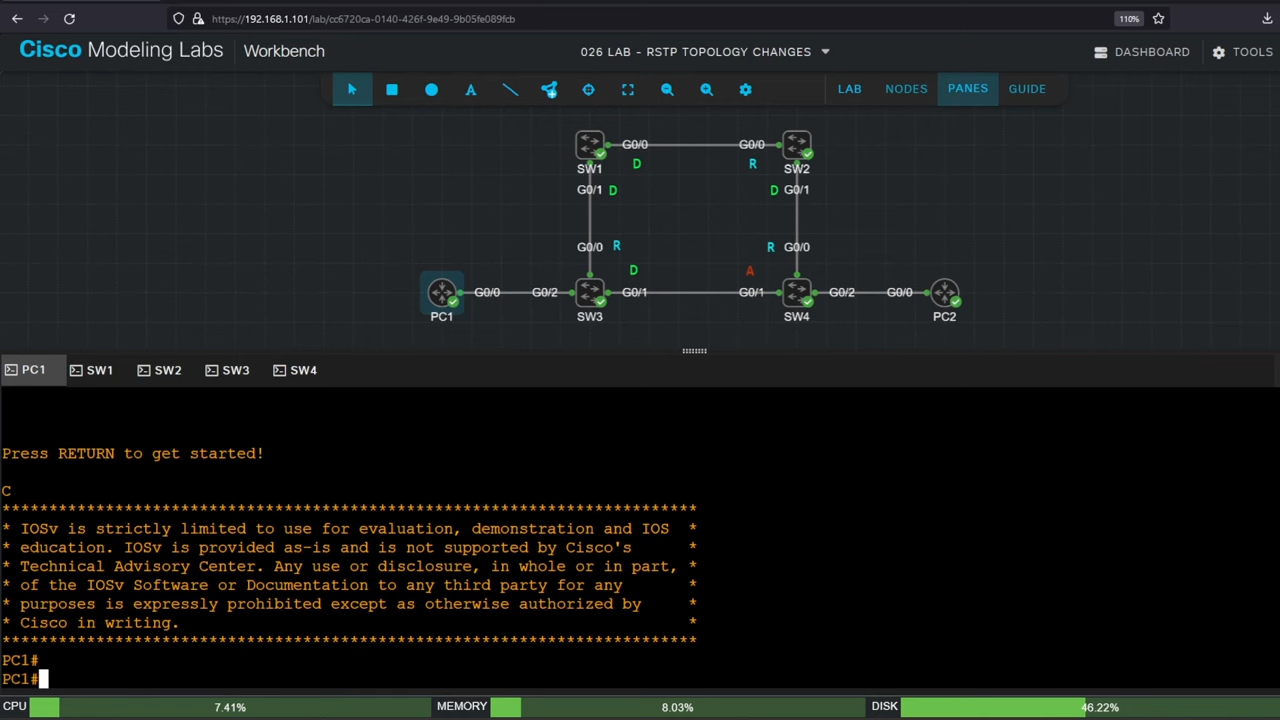 https://192.168.1.101/lab/cc6720ca-0140-426f-9e49-9b05fe089fcb
110%
Cisco Modeling Labs
Workbench
026 LAB - RSTP TOPOLOGY CHANGES
DASHBOARD
TOOLS
A
LAB
NODES
PANES
GUIDE
G0/0
G0/0
SW1
D
R
SW2
G0/1
D
D
G0/1
G0/0
R
R
G0/0
D
A
G0/0
G0/2
G0/1
G0/1
G0/2
G0/0
PC1
SW3
SW4
PC2
PC1
SW1
SW2
SW3
SW4
Press RETURN to get started!
C
**************************************************************************
* IOSv is strictly limited to use for evaluation, demonstration and IOS  *
* education. IOSv is provided as-is and is not supported by Cisco's      *
* Technical Advisory Center. Any use or disclosure, in whole or in part, *
* of the IOSv Software or Documentation to any third party for any       *
* purposes is expressly prohibited except as otherwise authorized by     *
* Cisco in writing.                                                      *
**************************************************************************
PC1#
PC1#
CPU
7.41%
MEMORY
8.03%
DISK
46.22%